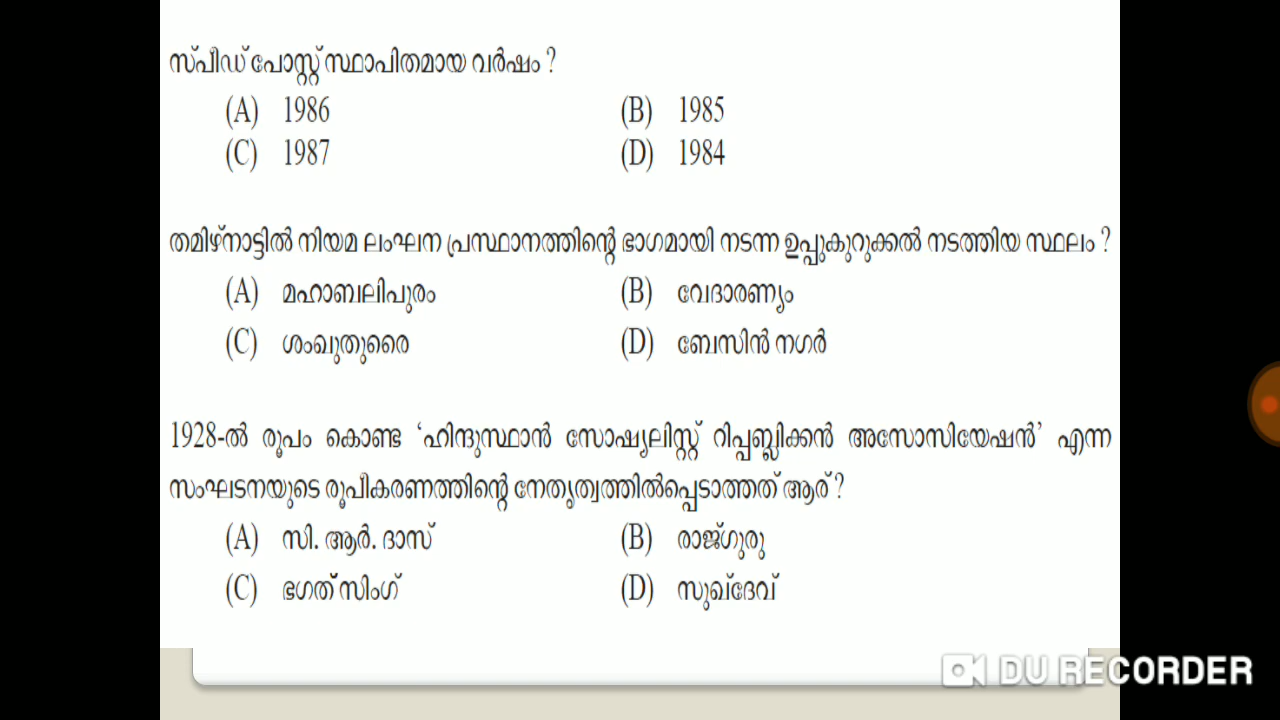 സ്പീഡ് പോസ്റ്റ് സ്ഥാപിതമായ വർഷം ?
(A) 1986 (B) 1985
(C) 1987 (D) 1984
തമിഴ്നാട്ടിൽ നിയമ ലംഘന പ്രസ്ഥാനത്തിന്റെ ഭാഗമായി നടന്ന ഉപ്പുകുറുക്കൽ നടത്തിയ സ്ഥലം ?
(A) മഹാബലിപുരം (B) വേദാരണ്യം
(C) ശംഖുതുറൈ (D) ബേസിൻ നഗർ
1928-ൽ രൂപം കൊണ്ട ‘ഹിന്ദുസ്ഥാൻ സോഷ്യലിസ്റ്റ് റിപ്പബ്ലിക്കൻ അസോസിയേഷൻ’ എന്ന
സംഘടനയുടെ രൂപീകരണത്തിന്റെ നേതൃത്വത്തിൽപ്പെടാത്തത് ആര് ?
(A) സി. ആർ. ദാസ് (B) രാജ്ഗുരു
(C) ഭഗത് സിംഗ് (D) സുഖ്ദേവ്
DU RECORDER